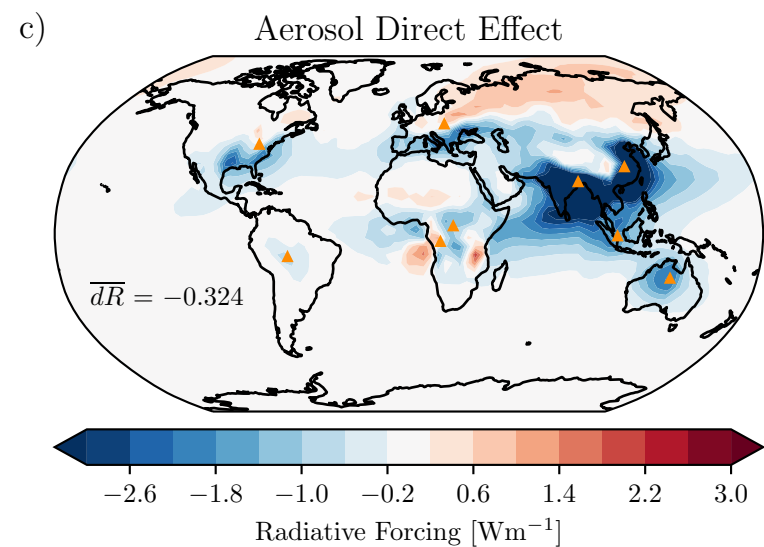 c)
Aerosol Direct Effect
dR = −0.324
−2.6 −1.8 −1.0 −0.2 0.6 1.4 2.2 3.0
Radiative Forcing [Wm⁻¹]